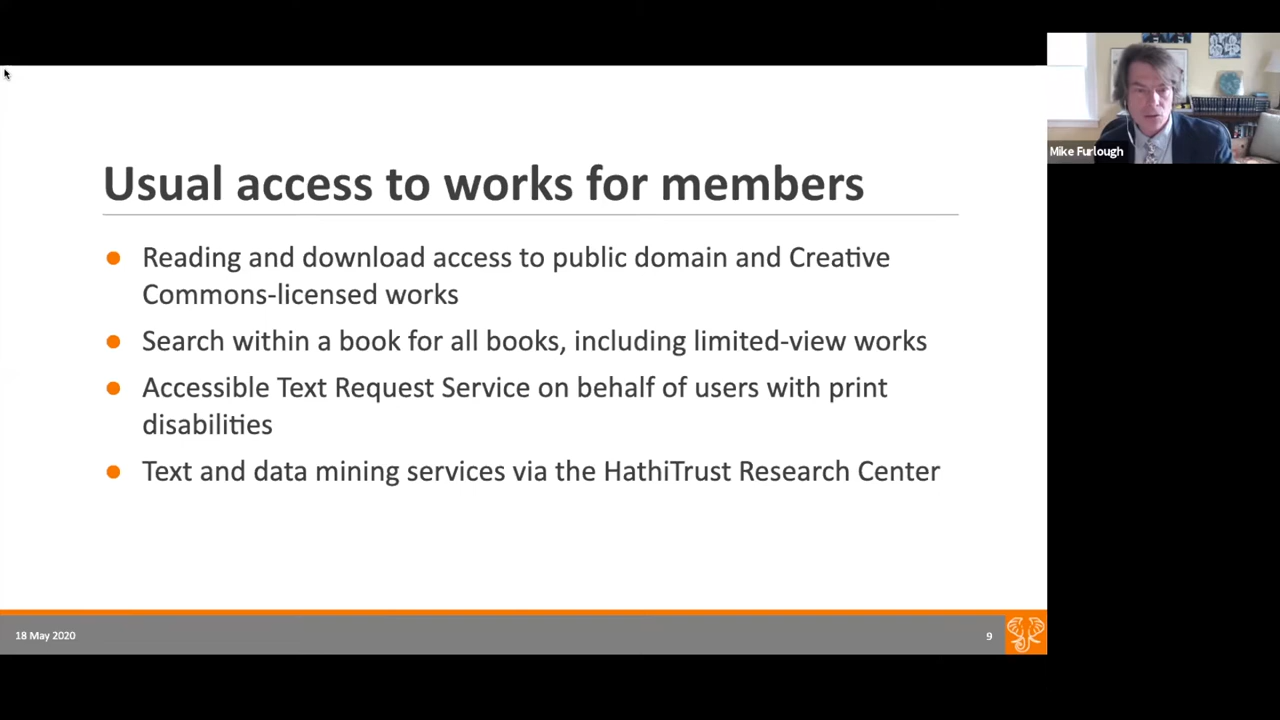 Usual access to works for members
Reading and download access to public domain and Creative
Commons-licensed works
Search within a book for all books, including limited-view works
Accessible Text Request Service on behalf of users with print
disabilities
Text and data mining services via the HathiTrust Research Center
18 May 2020
9
Mike Furlough